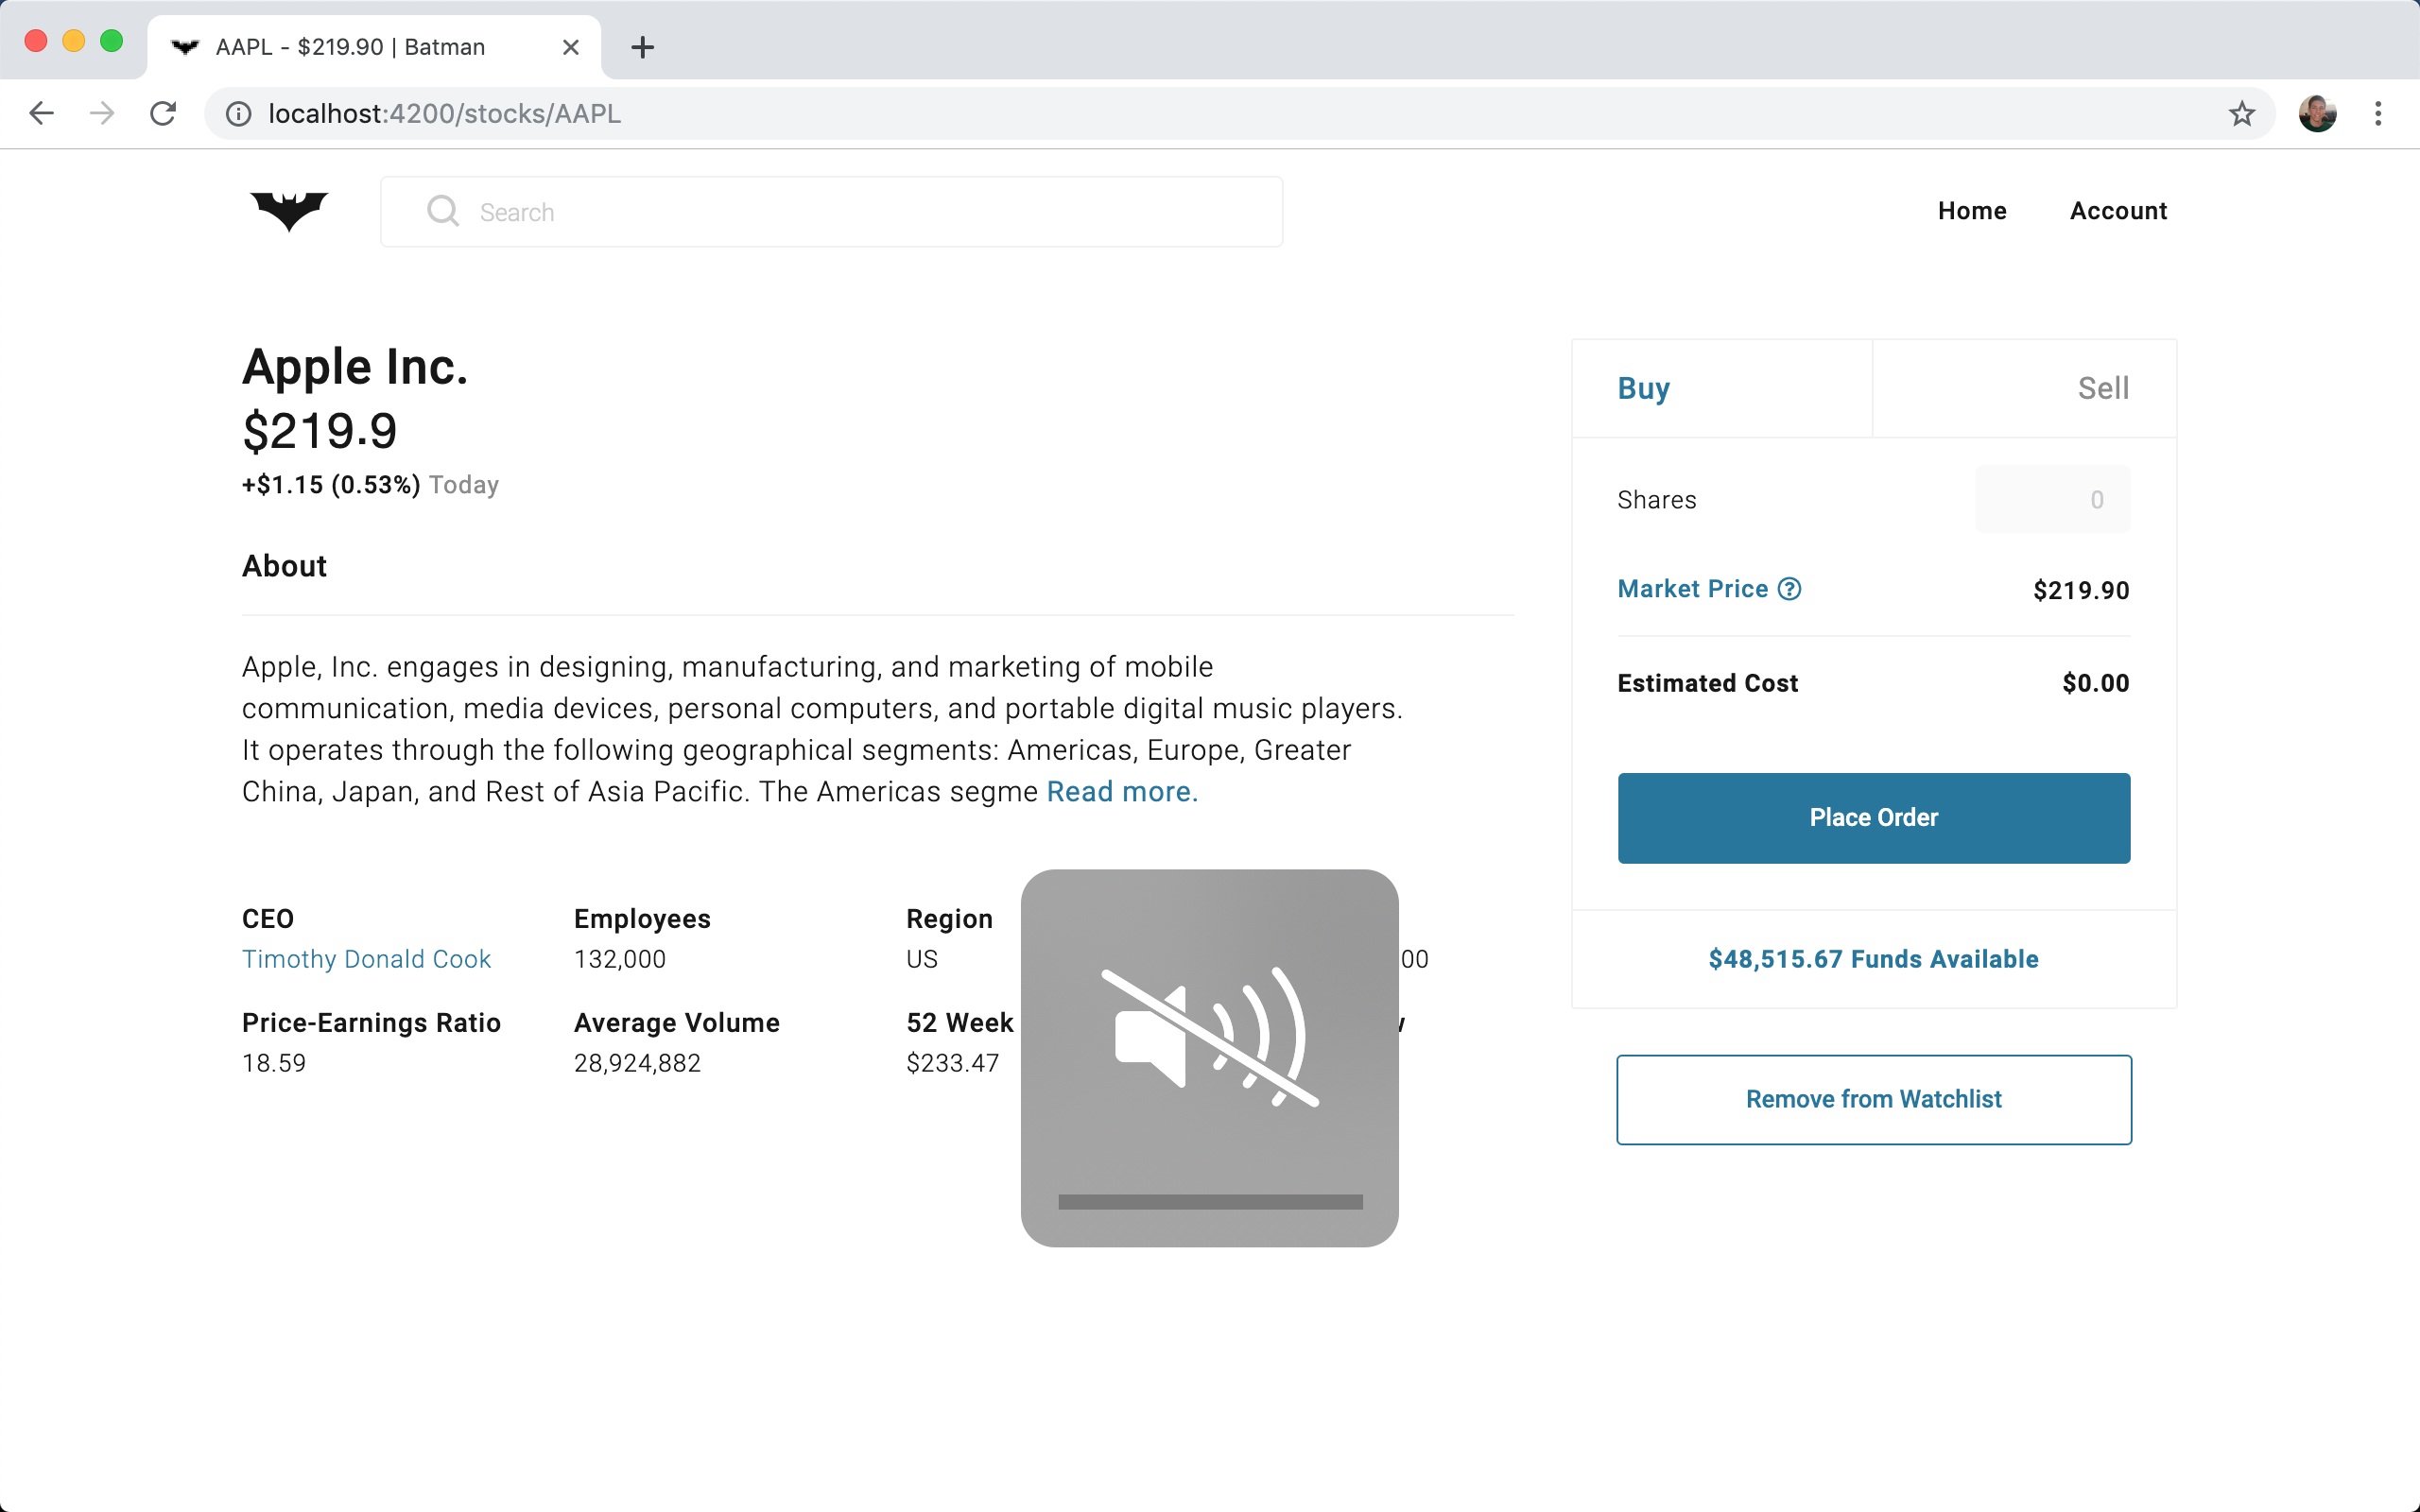 AAPL - $219.90 | Batman
localhost:4200/stocks/AAPL
Search
Home
Account
Apple Inc.
$219.9
+$1.15 (0.53%) Today
About
Apple, Inc. engages in designing, manufacturing, and marketing of mobile
communication, media devices, personal computers, and portable digital music players.
It operates through the following geographical segments: Americas, Europe, Greater
China, Japan, and Rest of Asia Pacific. The Americas segme Read more.
CEO
Timothy Donald Cook
Employees
132,000
Region
US
00
Price-Earnings Ratio
18.59
Average Volume
28,924,882
52 Week
$233.47
Buy
Sell
Shares
0
Market Price
$219.90
Estimated Cost
$0.00
Place Order
$48,515.67 Funds Available
Remove from Watchlist